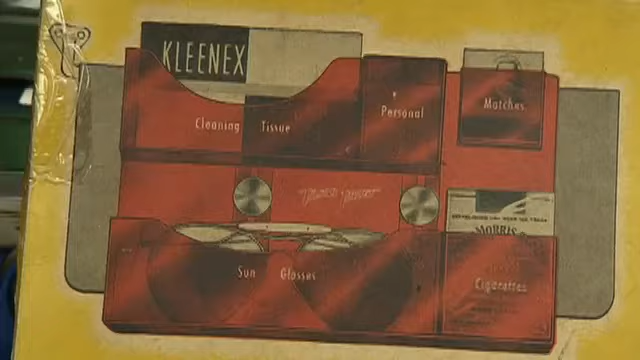 KLEENEX
Matches
Personal
Cleaning Tissue
MORRIS
Sun Glasses
Cigarettes